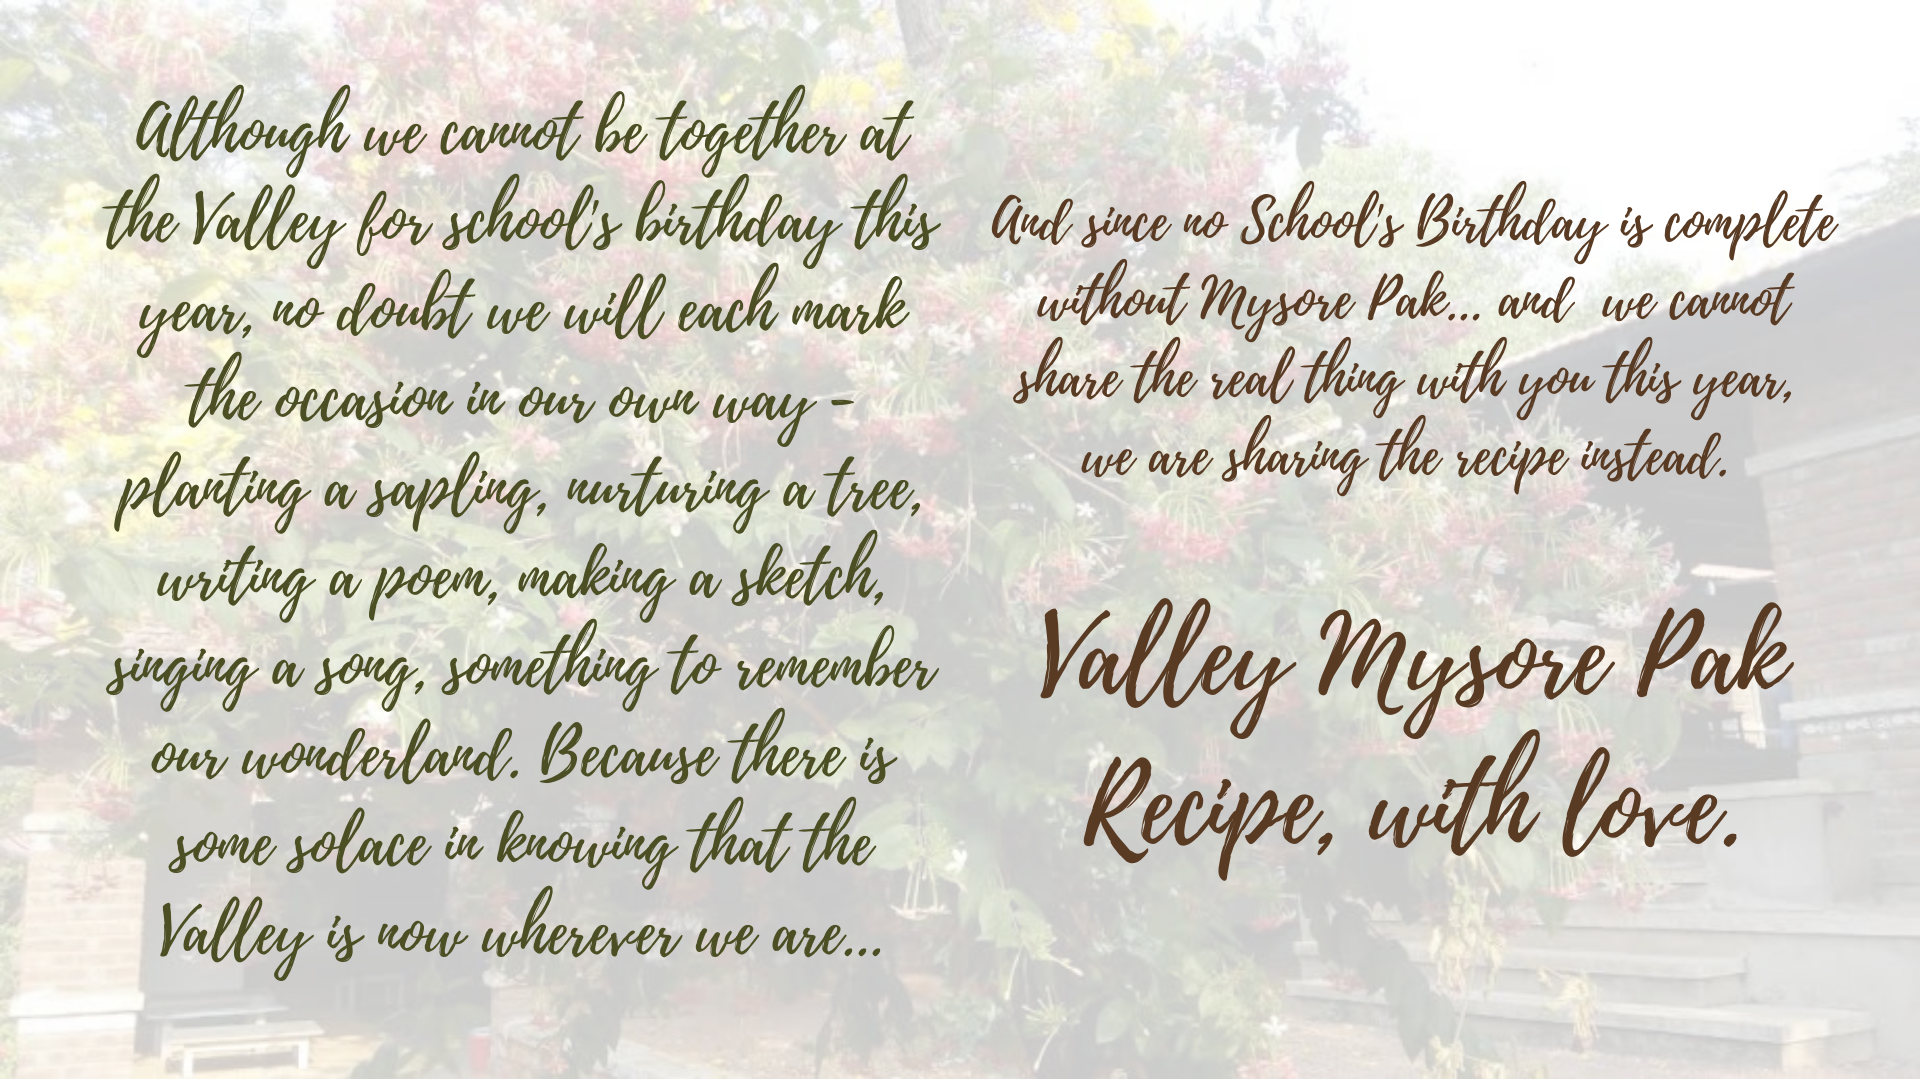 Although we cannot be together at
the Valley for school's birthday this
year, no doubt we will each mark
the occasion in our own way -
planting a sapling, nurturing a tree,
writing a poem, making a sketch,
singing a song, something to remember
our wonderland. Because there is
some solace in knowing that the
Valley is now wherever we are...
And since no School's Birthday is complete
without Mysore Pak... and we cannot
share the real thing with you this year,
we are sharing the recipe instead.
Valley Mysore Pak
Recipe, with love.